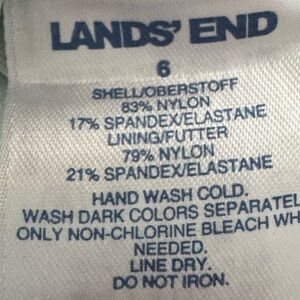 LANDS' END
6
SHELL/OBERSTOFF
83% NYLON
17% SPANDEX/ELASTANE
LINING/FUTTER
79% NYLON
21% SPANDEX/ELASTANE
HAND WASH COLD.
WASH DARK COLORS SEPARATEL
ONLY NON-CHLORINE BLEACH WH
NEEDED.
LINE DRY.
DO NOT IRON.